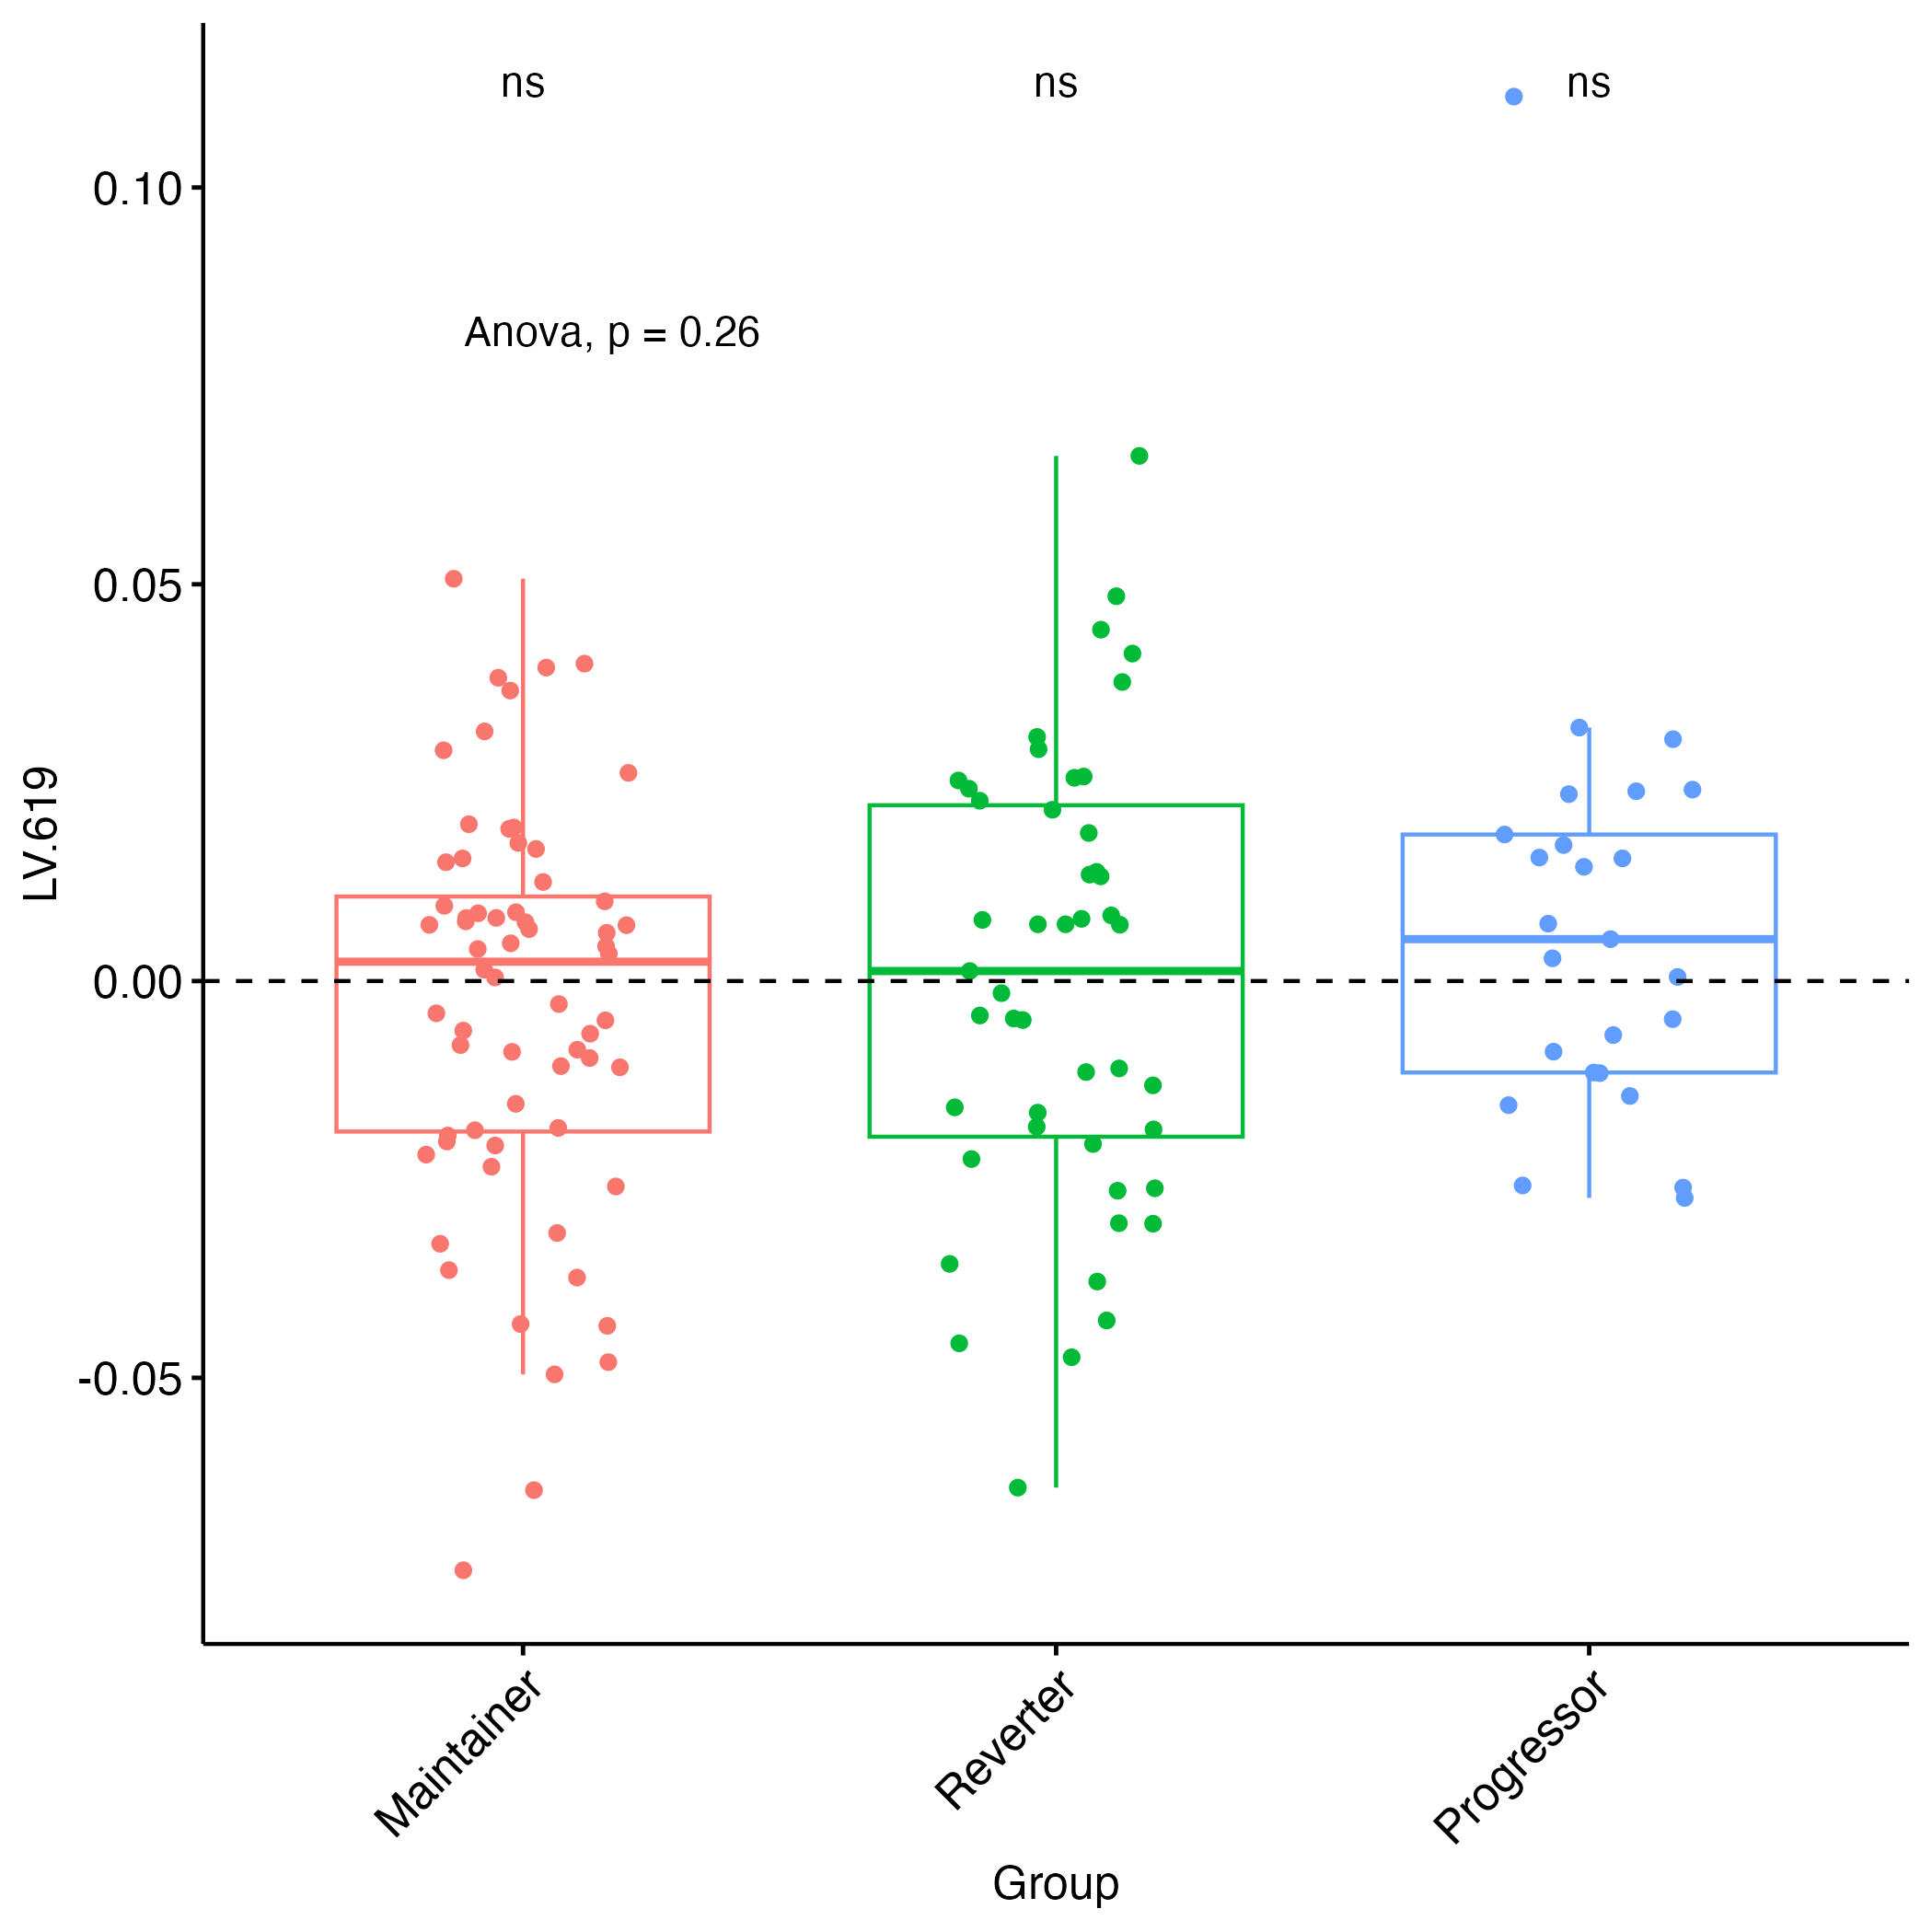 ns ns ns
0.10
Anova, p = 0.26
0.05
LV.619
0.00
-0.05
Maintainer Reverter Progressor
Group